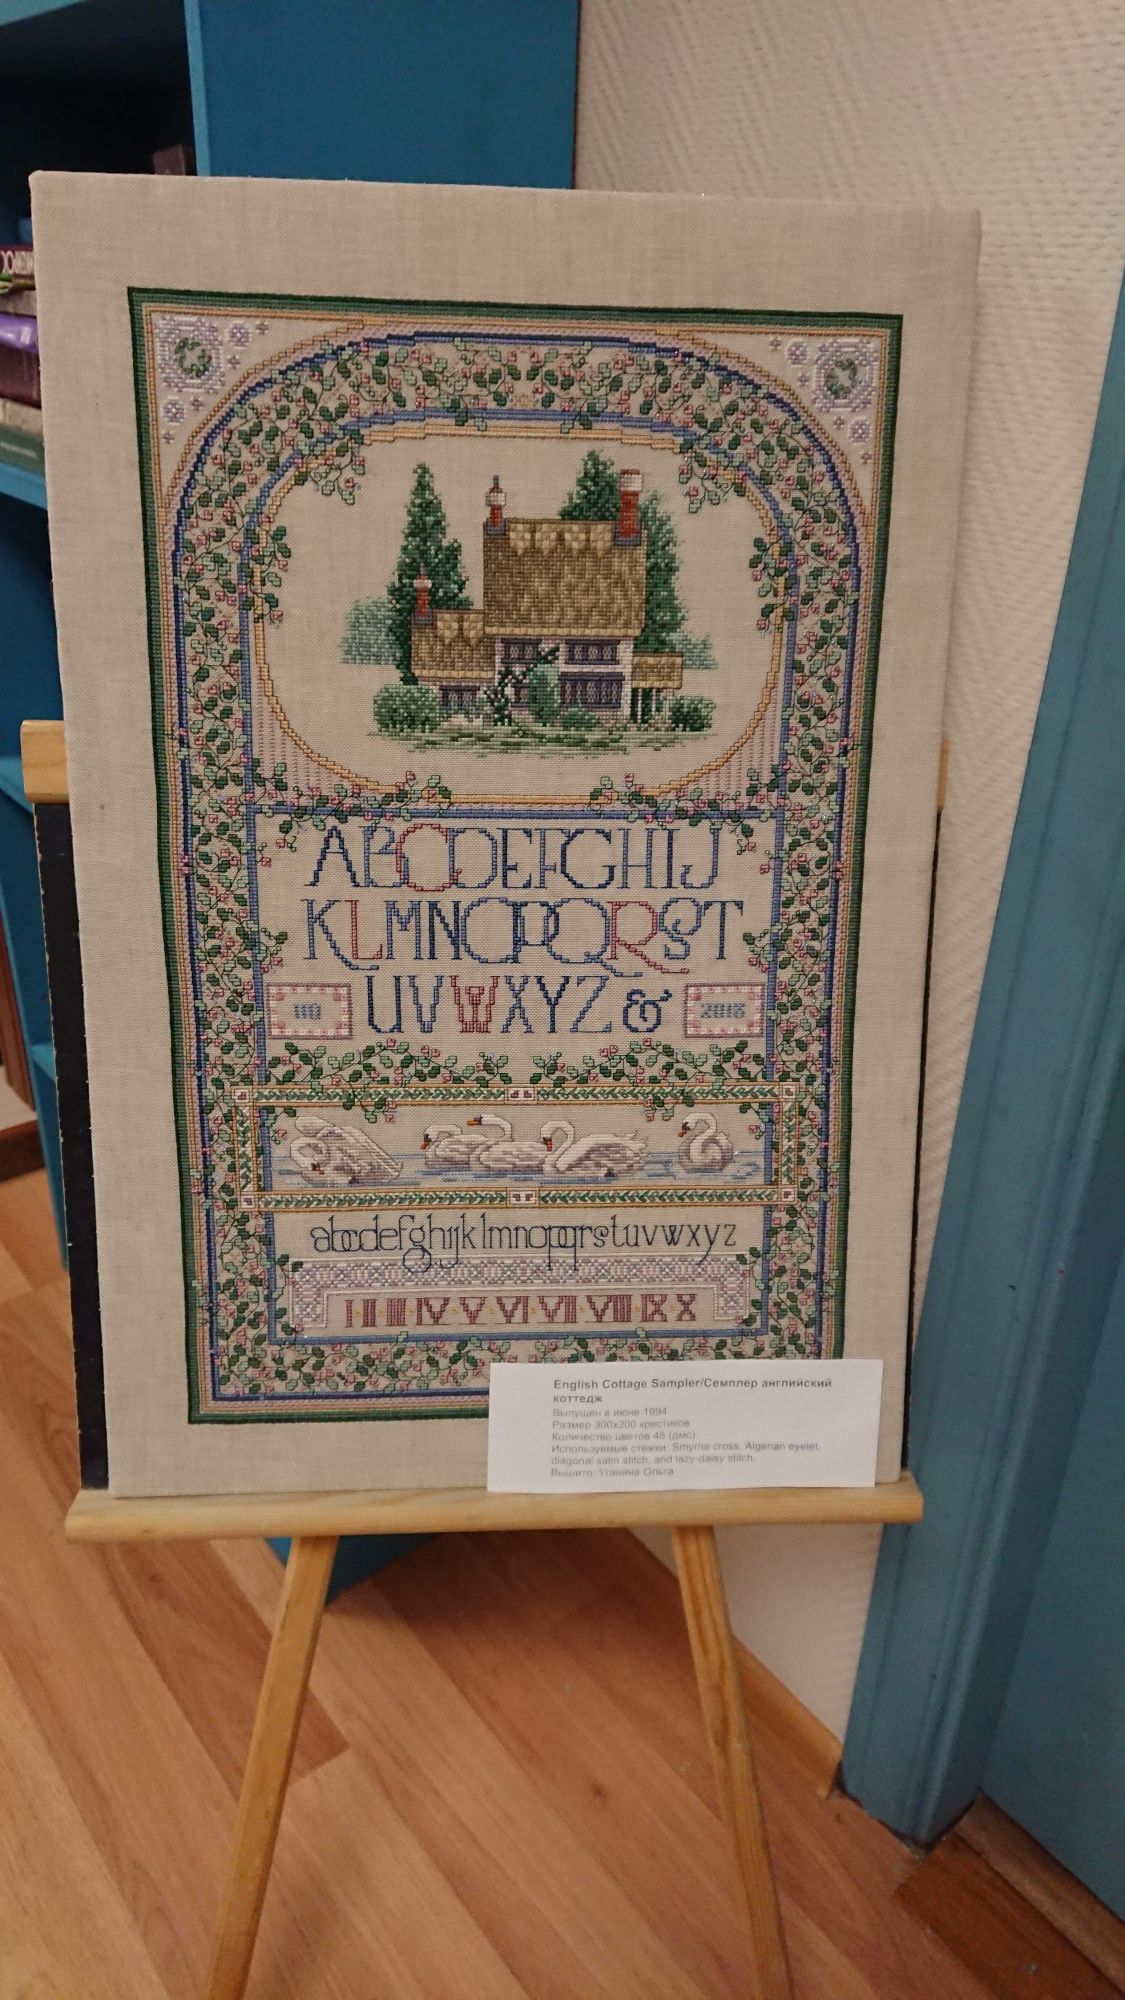 ABCDEFGHIJ
KLMNOPQRST
UVWXYZ &
2018
abcdefghijklmnopqrstuvwxyz
I II III IV V VI VII VIII IX X
English Cottage Sampler/Семплер английский
коттедж
Выпущен в июне 1994
Размер 300х200 крестиков
Количество цветов 48 (дмс)
Используемые стежки: Smyrna cross, Algerian eyelet,
diagonal satin stitch, and lazy-daisy stitch.
Вышито: Уганина Ольга